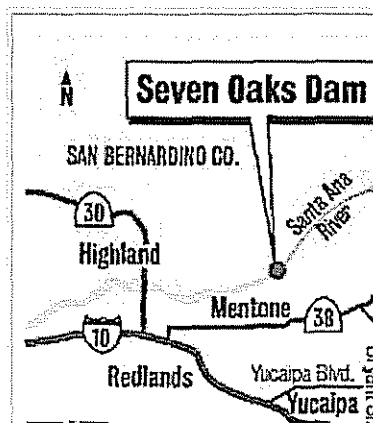 N
Seven Oaks Dam
SAN BERNARDINO CO.
Santa Ana
River
30
Highland
Mentone
38
10
Redlands
Yucaipa Blvd.
Yucaipa